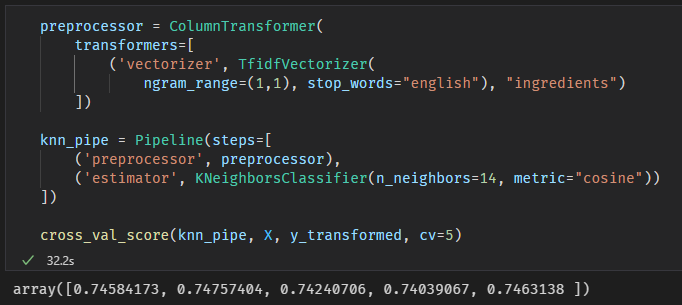 preprocessor = ColumnTransformer(
    transformers=[
        ('vectorizer', TfidfVectorizer(
            ngram_range=(1,1), stop_words="english"), "ingredients")
    ])
knn_pipe = Pipeline(steps=[
    ('preprocessor', preprocessor),
    ('estimator', KNeighborsClassifier(n_neighbors=14, metric="cosine"))
])
cross_val_score(knn_pipe, X, y_transformed, cv=5)
32.2s
array([0.74584173, 0.74757404, 0.74240706, 0.74039067, 0.7463138 ])